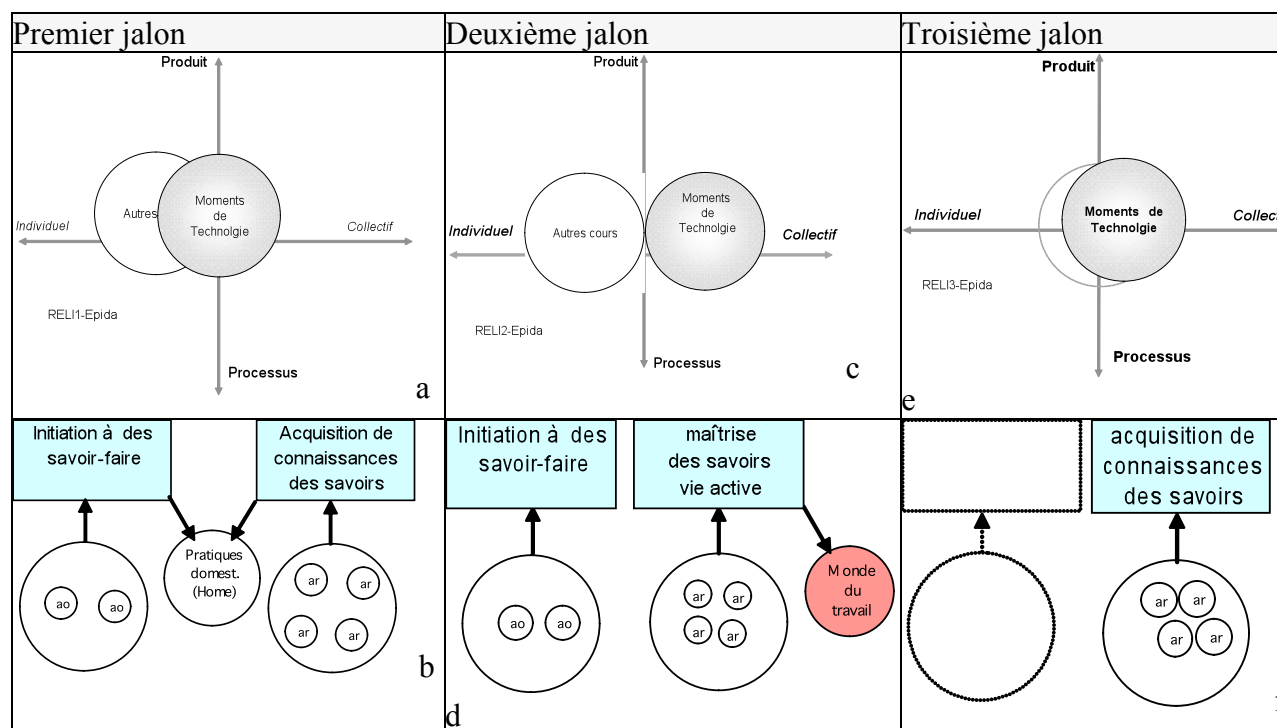 Premier jalon
Deuxième jalon
Troisième jalon
Produit
Autres
Moments
de
Technolgie
Individuel
Collectif
RELI1-Epida
Processus
a
Produit
Autres cours
Moments
de
Technolgie
Individuel
Collectif
RELI2-Epida
Processus
c
Produit
Individuel
Moments de
Technolgie
Collect
RELI3-Epida
Processus
e
Initiation à des
savoir-faire
Acquisition de
connaissances
des savoirs
Pratiques
domest.
(Home)
ao
ao
ar
ar
ar
ar
b
Initiation à des
savoir-faire
maîtrise
des savoirs
vie active
Monde
du
travail
ao
ao
ar
ar
ar
ar
d
acquisition de
connaissances
des savoirs
ar
ar
ar
ar